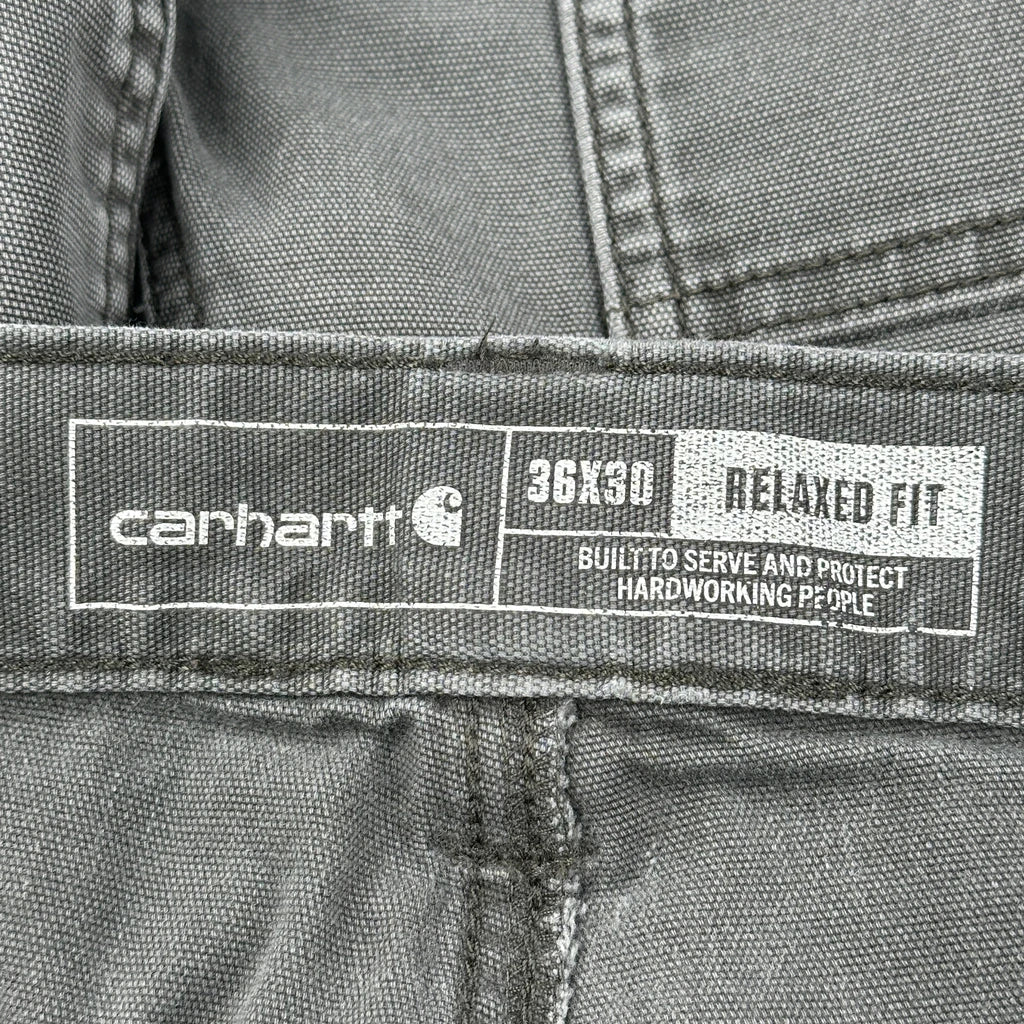 carhartt
36X30
RELAXED FIT
BUILT TO SERVE AND PROTECT
HARDWORKING PEOPLE